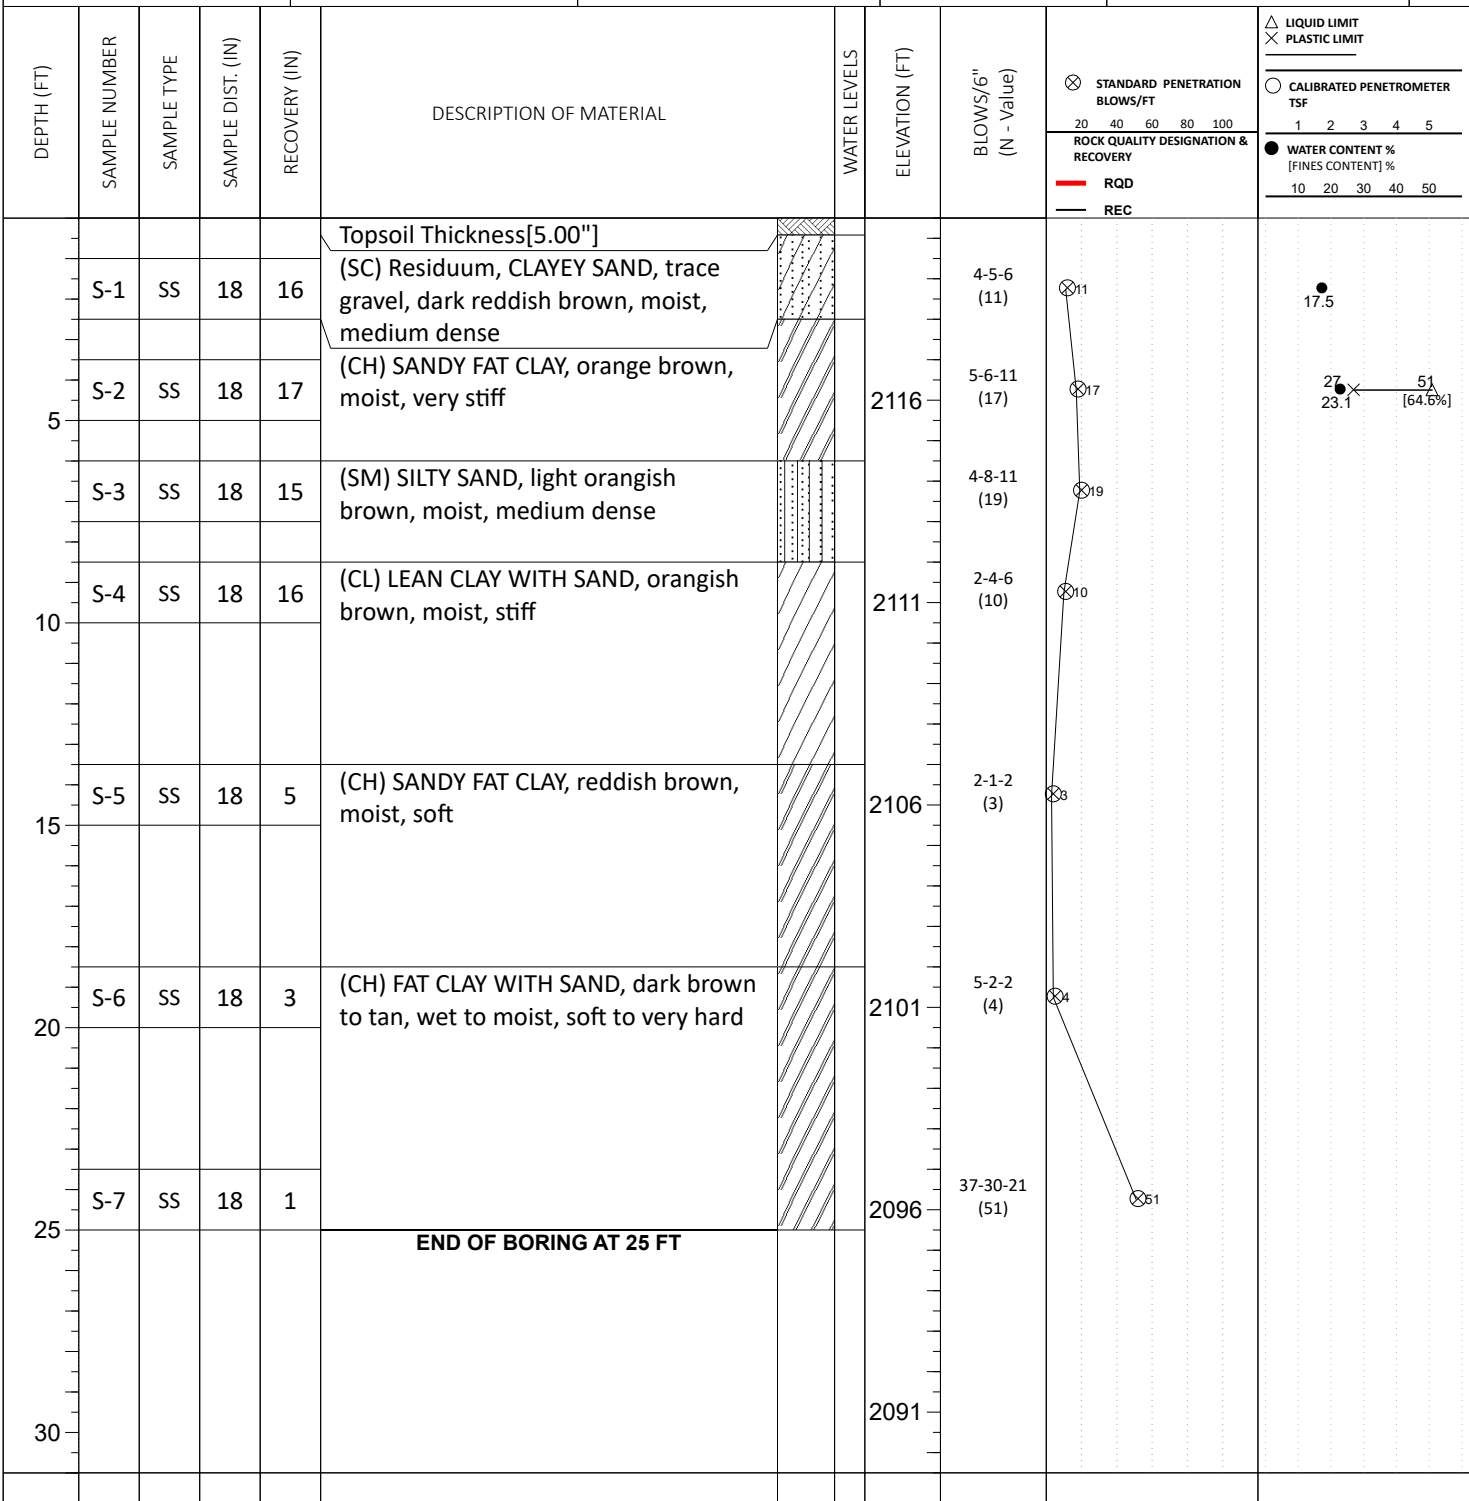 DEPTH (FT)
SAMPLE NUMBER
SAMPLE TYPE
SAMPLE DIST. (IN)
RECOVERY (IN)
DESCRIPTION OF MATERIAL
WATER LEVELS
ELEVATION (FT)
BLOWS/6"
(N - Value)
STANDARD PENETRATION
BLOWS/FT
20 40 60 80 100
ROCK QUALITY DESIGNATION &
RECOVERY
RQD
REC
LIQUID LIMIT
PLASTIC LIMIT
CALIBRATED PENETROMETER
TSF
1 2 3 4 5
WATER CONTENT %
[FINES CONTENT] %
10 20 30 40 50
Topsoil Thickness[5.00"]
S-1 SS 18 16
(SC) Residuum, CLAYEY SAND, trace
gravel, dark reddish brown, moist,
medium dense
4-5-6
(11)
11
17.5
S-2 SS 18 17
(CH) SANDY FAT CLAY, orange brown,
moist, very stiff
2116
5-6-11
(17)
17
27
51
23.1
[64.6%]
5
S-3 SS 18 15
(SM) SILTY SAND, light orangish
brown, moist, medium dense
4-8-11
(19)
19
S-4 SS 18 16
(CL) LEAN CLAY WITH SAND, orangish
brown, moist, stiff
2111
2-4-6
(10)
10
10
S-5 SS 18 5
(CH) SANDY FAT CLAY, reddish brown,
moist, soft
2106
2-1-2
(3)
3
15
S-6 SS 18 3
(CH) FAT CLAY WITH SAND, dark brown
to tan, wet to moist, soft to very hard
2101
5-2-2
(4)
4
20
S-7 SS 18 1
2096
37-30-21
(51)
51
25
END OF BORING AT 25 FT
2091
30